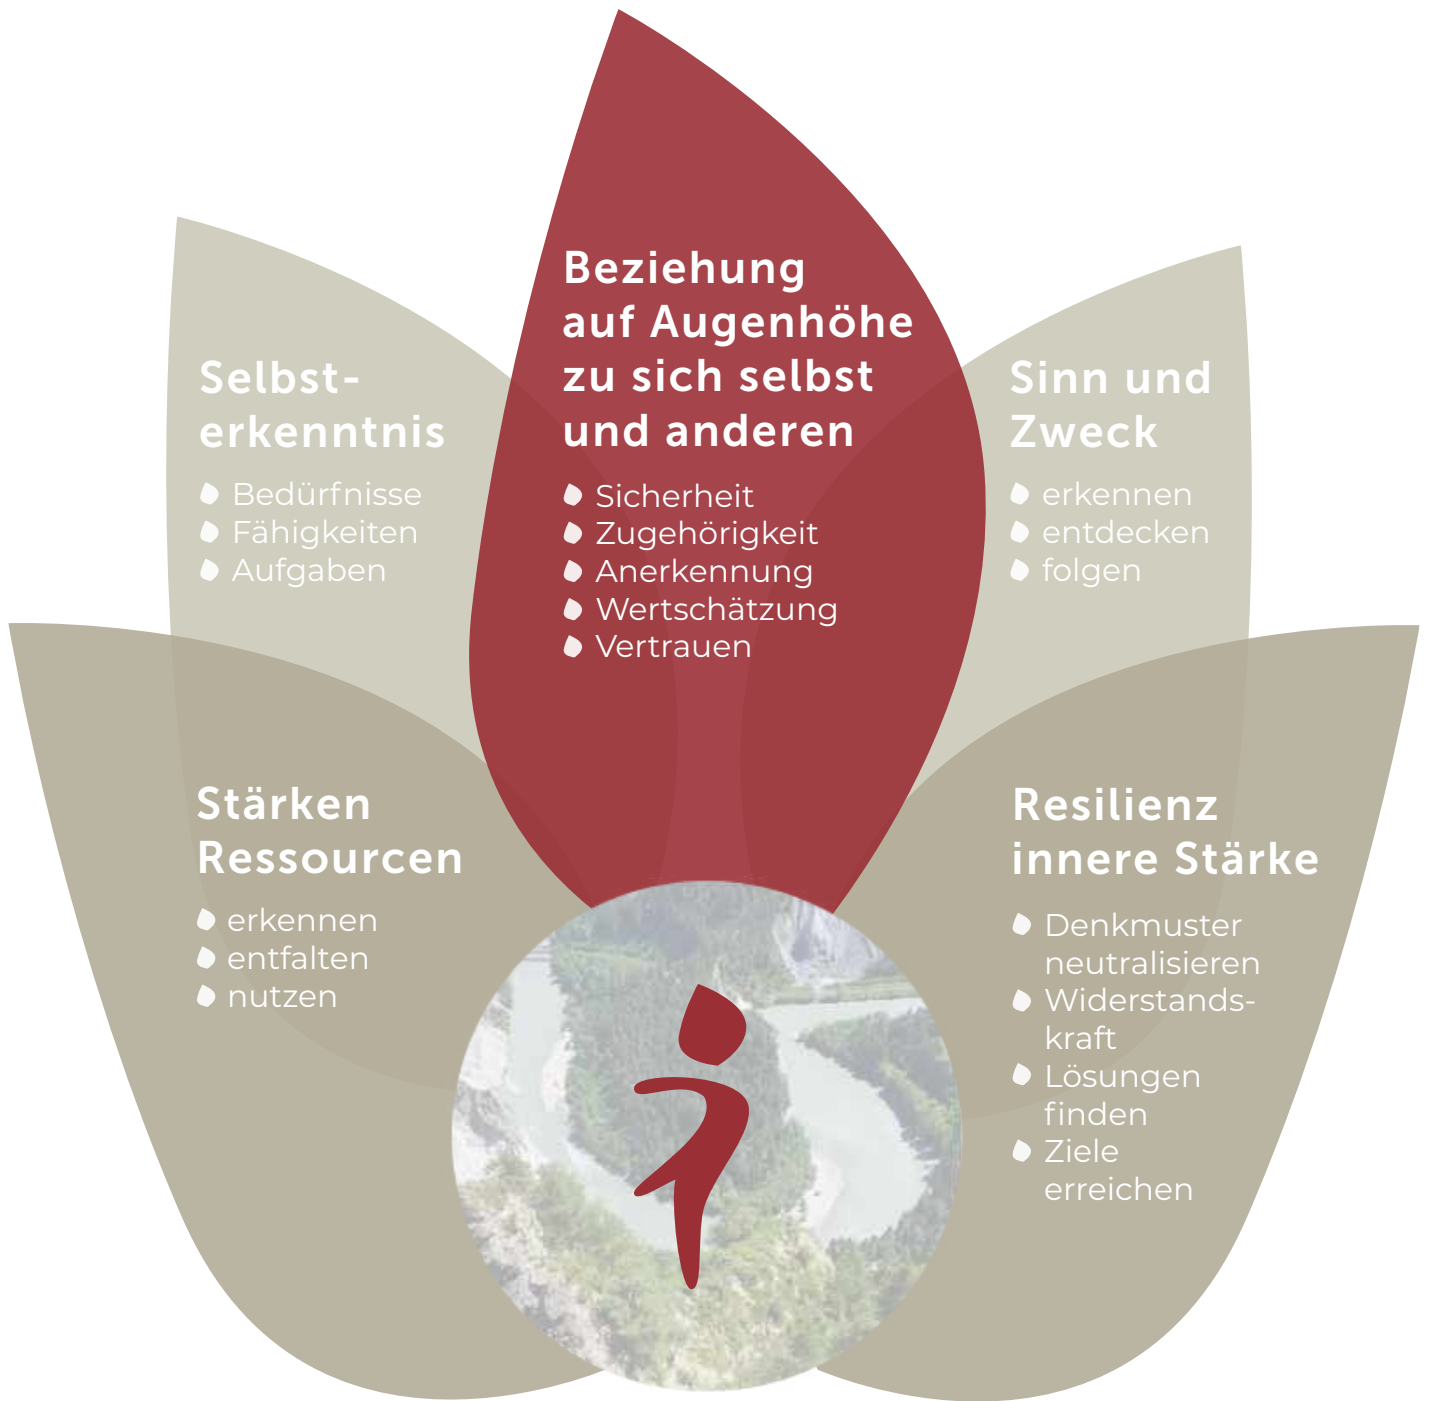 Beziehung
auf Augenhöhe
zu sich selbst
und anderen
Sicherheit
Zugehörigkeit
Anerkennung
Wertschätzung
Vertrauen
Selbst-
erkenntnis
Bedürfnisse
Fähigkeiten
Aufgaben
Sinn und
Zweck
erkennen
entdecken
folgen
Stärken
Ressourcen
erkennen
entfalten
nutzen
Resilienz
innere Stärke
Denkmuster
neutralisieren
Widerstands-
kraft
Lösungen
finden
Ziele
erreichen